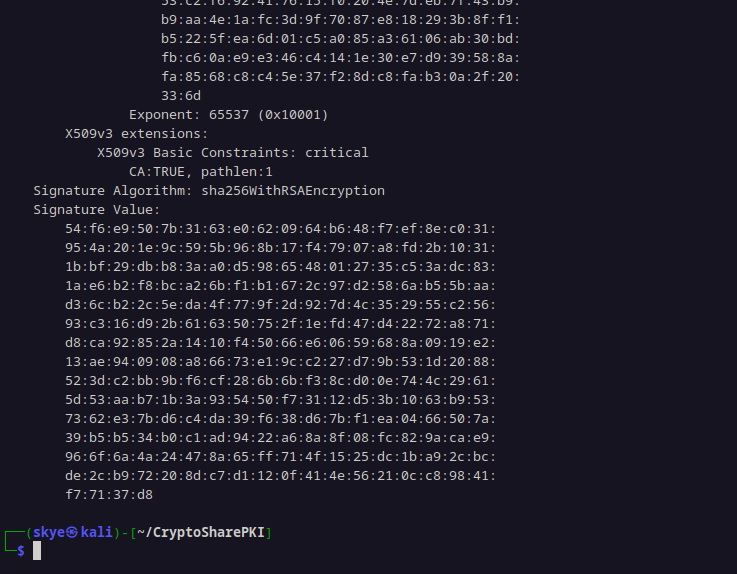 53:c2:f6:92:41:76:15:f0:20:4e:7d:eb:7f:43:b9:
b9:aa:4e:1a:fc:3d:9f:70:87:e8:18:29:3b:8f:f1:
b5:22:5f:ea:6d:01:c5:a0:85:a3:61:06:ab:30:bd:
fb:c6:0a:e9:e3:46:c4:14:1e:30:e7:d9:39:58:8a:
fa:85:68:c8:c4:5e:37:f2:8d:c8:fa:b3:0a:2f:20:
33:6d
Exponent: 65537 (0x10001)
X509v3 extensions:
X509v3 Basic Constraints: critical
CA:TRUE, pathlen:1
Signature Algorithm: sha256WithRSAEncryption
Signature Value:
54:f6:e9:50:7b:31:63:e0:62:09:64:b6:48:f7:ef:8e:c0:31:
95:4a:20:1e:9c:59:5b:96:8b:17:f4:79:07:a8:fd:2b:10:31:
1b:bf:29:db:b8:3a:a0:d5:98:65:48:01:27:35:c5:3a:dc:83:
1a:e6:b2:f8:bc:a2:6b:f1:b1:67:2c:97:d2:58:6a:b5:5b:aa:
d3:6c:b2:2c:5e:da:4f:77:9f:2d:92:7d:4c:35:29:55:c2:56:
93:c3:16:d9:2b:61:63:50:75:2f:1e:fd:47:d4:22:72:a8:71:
d8:ca:92:85:2a:14:10:f4:50:66:e6:06:59:68:8a:09:19:e2:
13:ae:94:09:08:a8:66:73:e1:9c:c2:27:d7:9b:53:1d:20:88:
52:3d:c2:bb:9b:f6:cf:28:6b:6b:f3:8c:d0:0e:74:4c:29:61:
5d:53:aa:b7:1b:3a:93:54:50:f7:31:12:d5:3b:10:63:b9:53:
73:62:e3:7b:d6:c4:da:39:f6:38:d6:7b:f1:ea:04:66:50:7a:
39:b5:b5:34:b0:c1:ad:94:22:a6:8a:8f:08:fc:82:9a:ca:e9:
96:6f:6a:4a:24:47:8a:65:ff:71:4f:15:25:dc:1b:a9:2c:bc:
de:2c:b9:72:20:8d:c7:d1:12:0f:41:4e:56:21:0c:c8:98:41:
f7:71:37:d8
┌──(skye㉿kali)-[~/CryptoSharePKI]
└─$